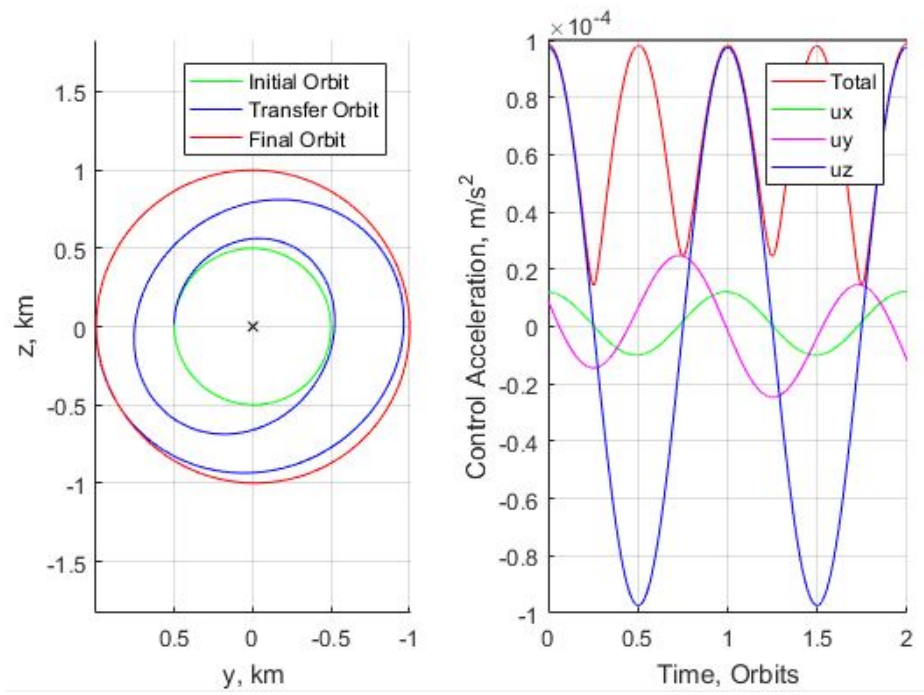 1.5
1
0.5
0
-0.5
-1
-1.5
0.5
0
-0.5
-1
z, km
y, km
Initial Orbit
Transfer Orbit
Final Orbit
×10⁻⁴
1
0.8
0.6
0.4
0.2
0
-0.2
-0.4
-0.6
-0.8
-1
0
0.5
1
1.5
2
Control Acceleration, m/s²
Time, Orbits
Total
ux
uy
uz